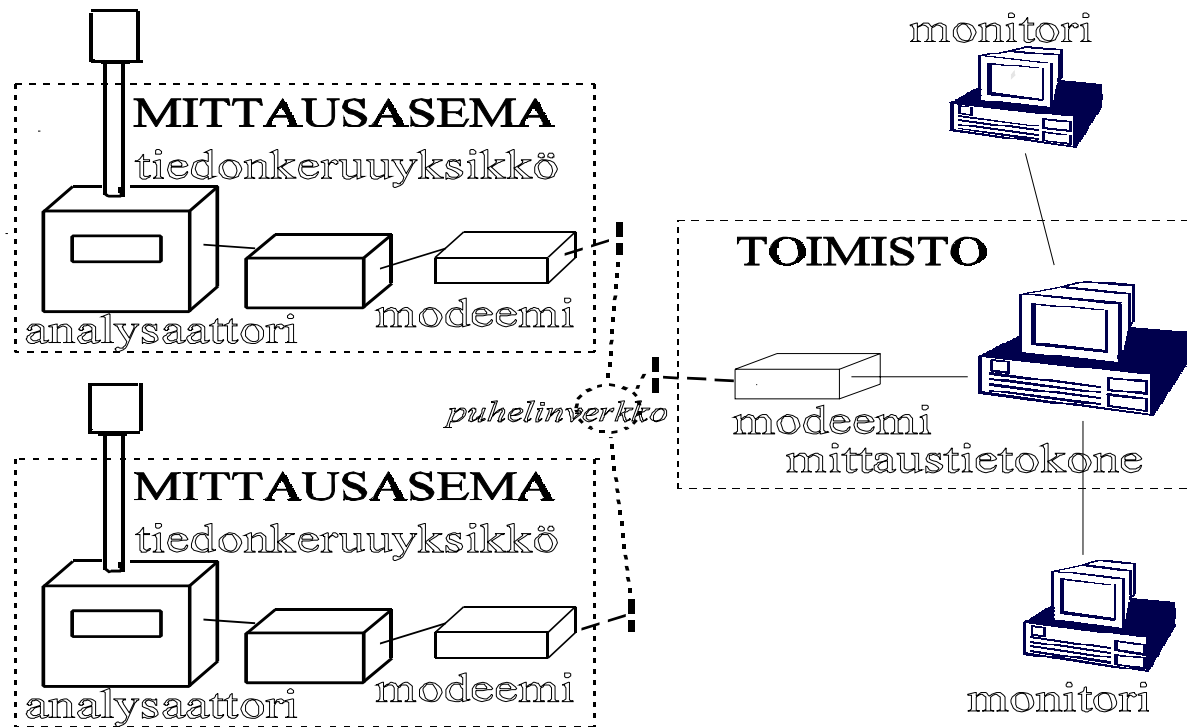 monitori
MITTAUSASEMA
tiedonkeruuyksikkö
TOIMISTO
modeemi
analysaattori
puhelinverkko
modeemi
mittaustietokone
MITTAUSASEMA
tiedonkeruuyksikkö
modeemi
analysaattori
monitori